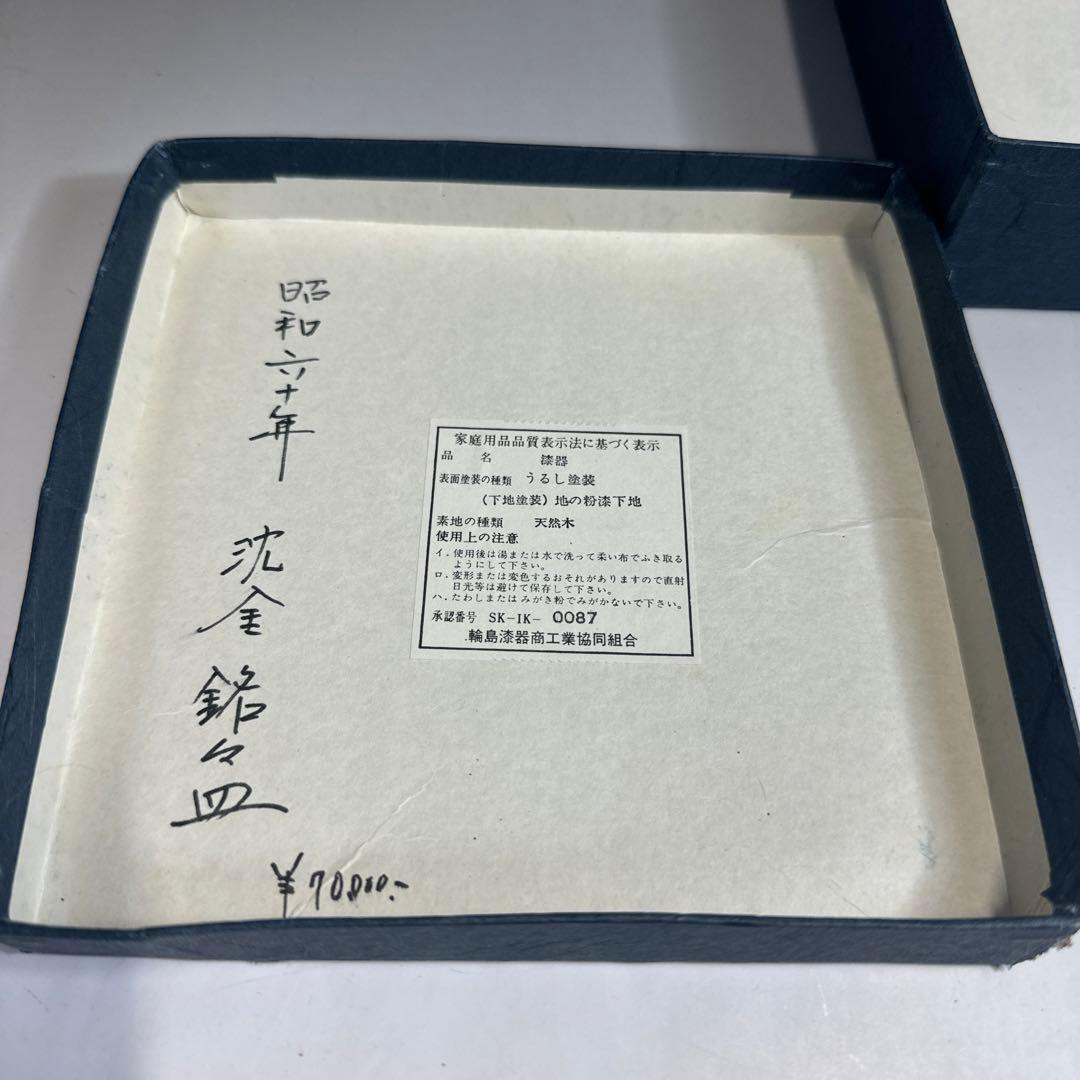 昭和六十年　沈金 銘々皿
¥70,000.-
家庭用品品質表示法に基づく表示
品　名　漆器
表面塗装の種類　うるし塗装
(下地塗装) 地の粉漆下地
素地の種類　天然木
使用上の注意
イ．使用後は湯または水で洗って柔い布でふき取る
ようにして下さい。
ロ．変形または変色するおそれがありますので直射
日光等は避けて保存して下さい。
ハ．たわしまたはみがき粉でみがかないで下さい。
承認番号 SK-IK- 0087
輪島漆器商工業協同組合